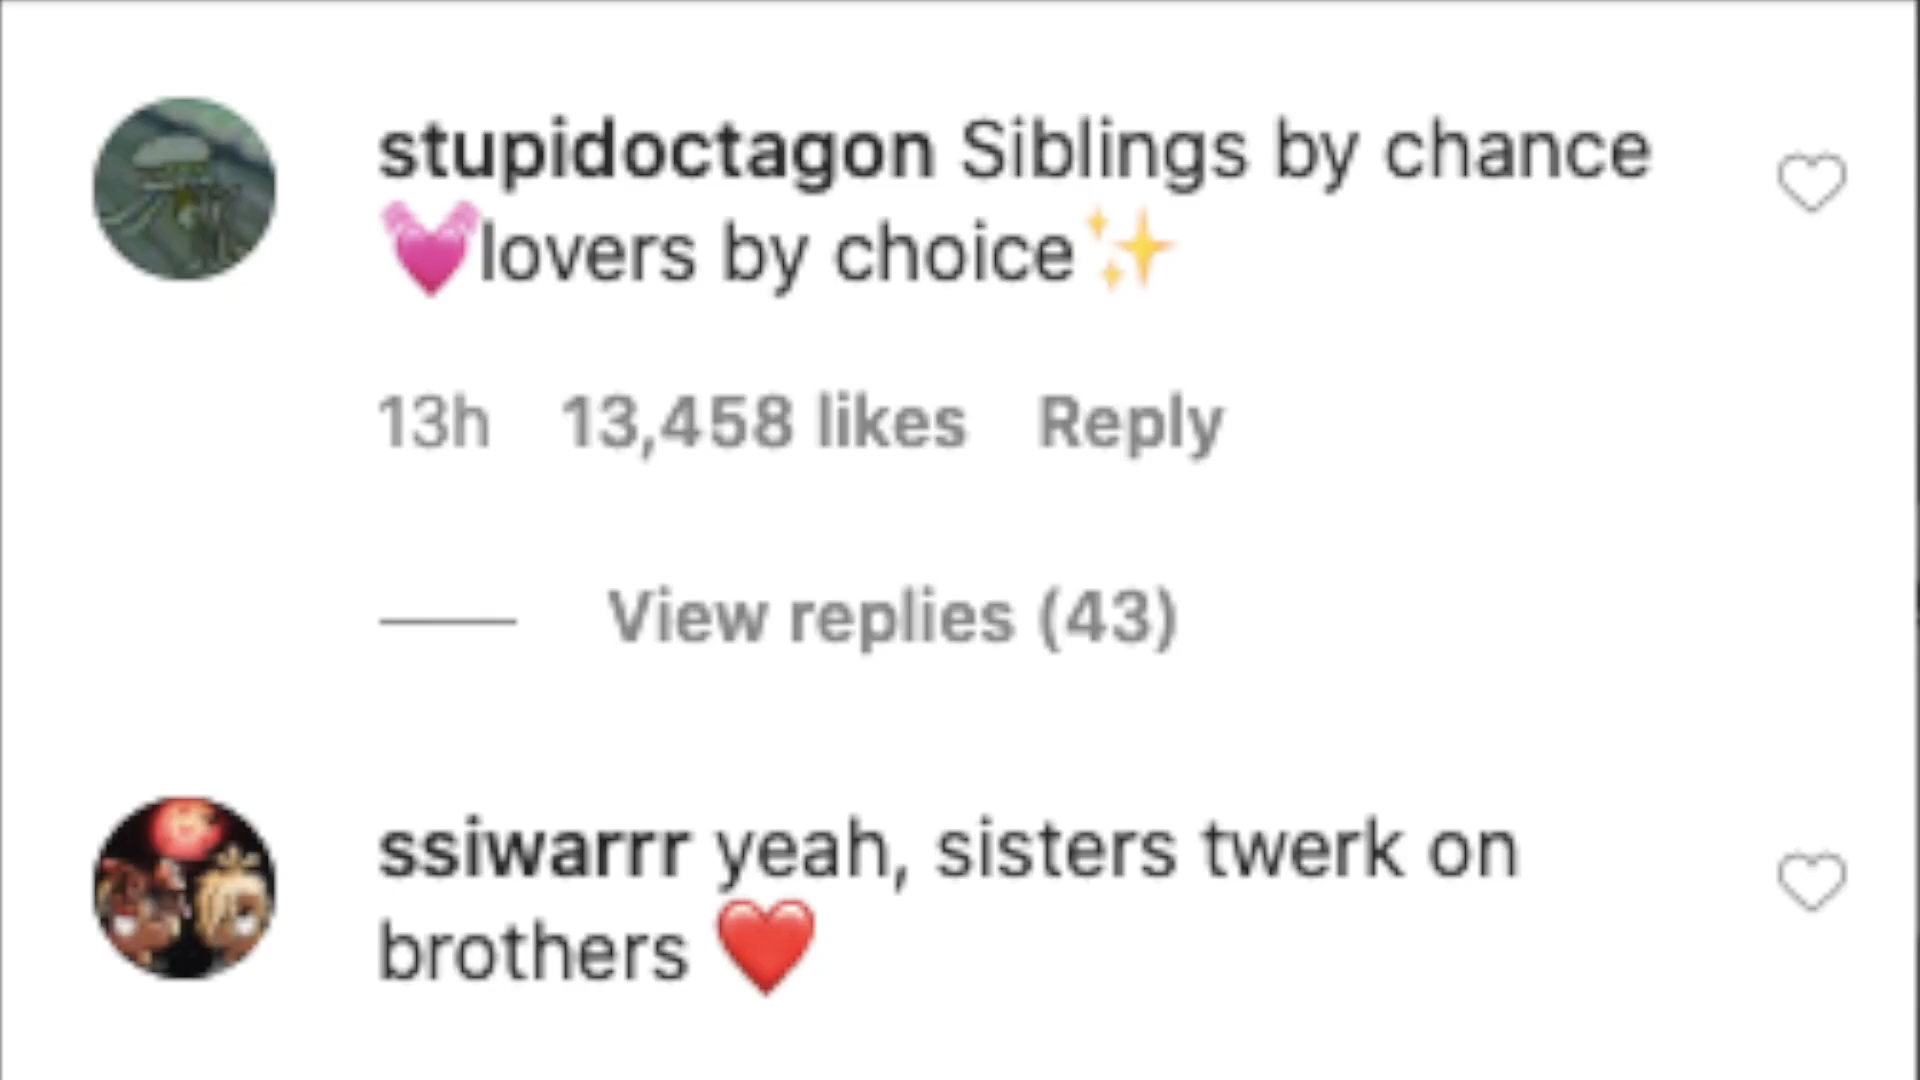 stupidoctagon Siblings by chance
💓lovers by choice✨
13h 13,458 likes Reply
View replies (43)
ssiwarrr yeah, sisters twerk on
brothers ❤️